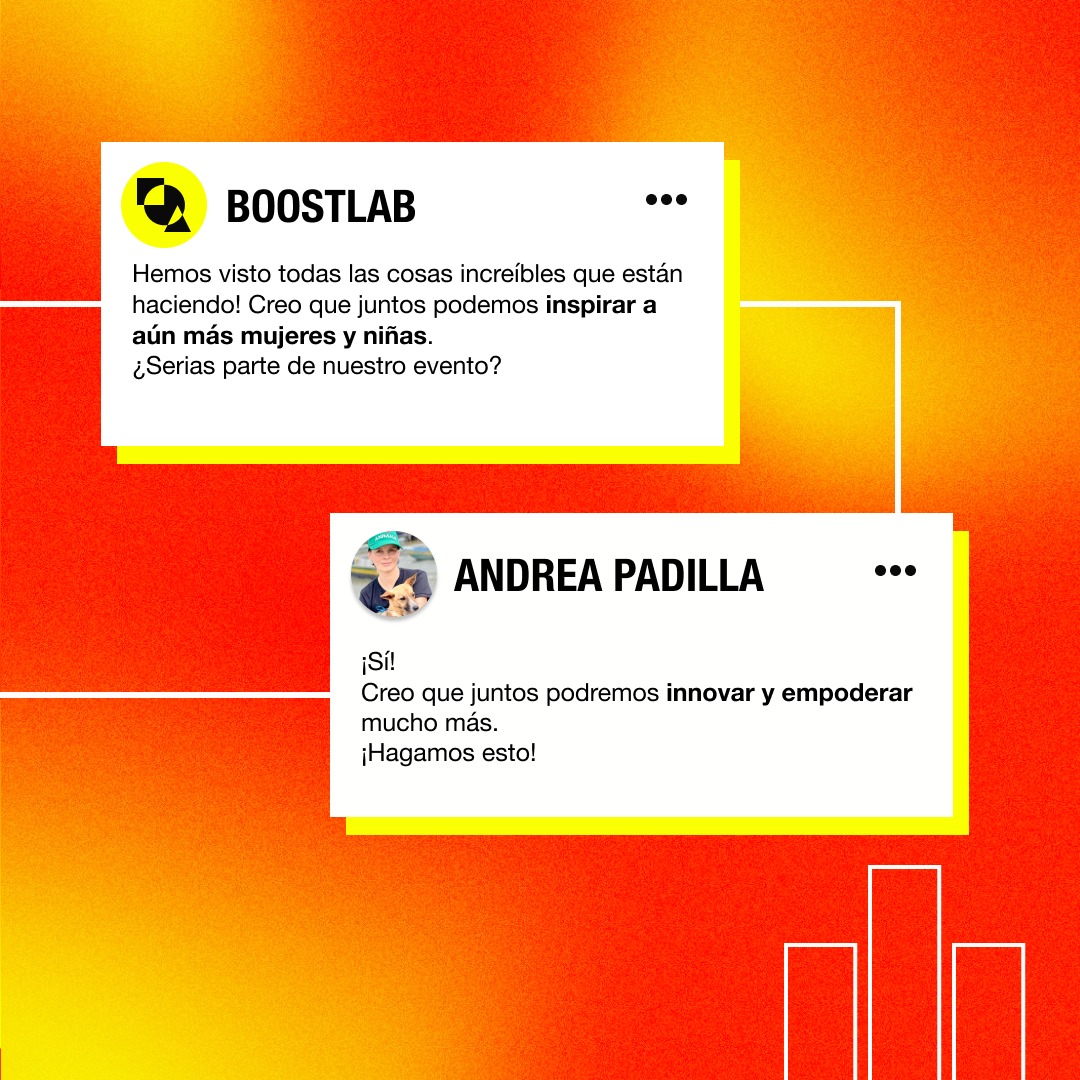 BOOSTLAB
Hemos visto todas las cosas increíbles que están
haciendo! Creo que juntos podemos inspirar a
aún más mujeres y niñas.
¿Serias parte de nuestro evento?
ANDREA PADILLA
¡Sí!
Creo que juntos podremos innovar y empoderar
mucho más.
¡Hagamos esto!